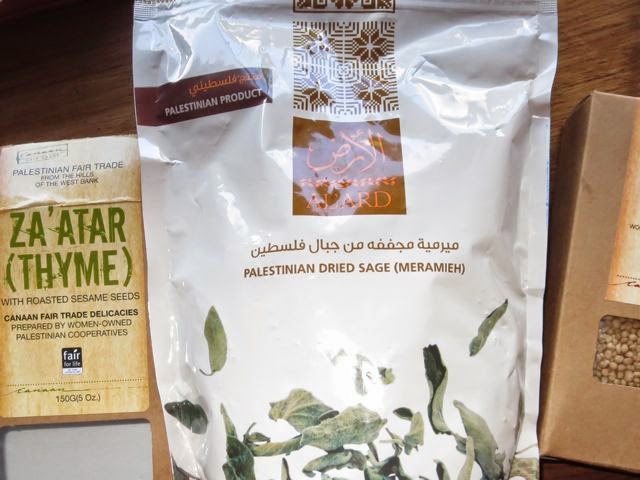 Canaan
PALESTINIAN FAIR TRADE
FROM THE HILLS
OF THE WEST BANK
ZA'ATAR
(THYME)
WITH ROASTED SESAME SEEDS
CANAAN FAIR TRADE DELICACIES
PREPARED BY WOMEN-OWNED
PALESTINIAN COOPERATIVES
fair
for life
canaan
150G(5 Oz.)
منتج فلسطيني
PALESTINIAN PRODUCT
الأرض
AL'ARD
ميرمية مجففه من جبال فلسطين
PALESTINIAN DRIED SAGE (MERAMIEH)